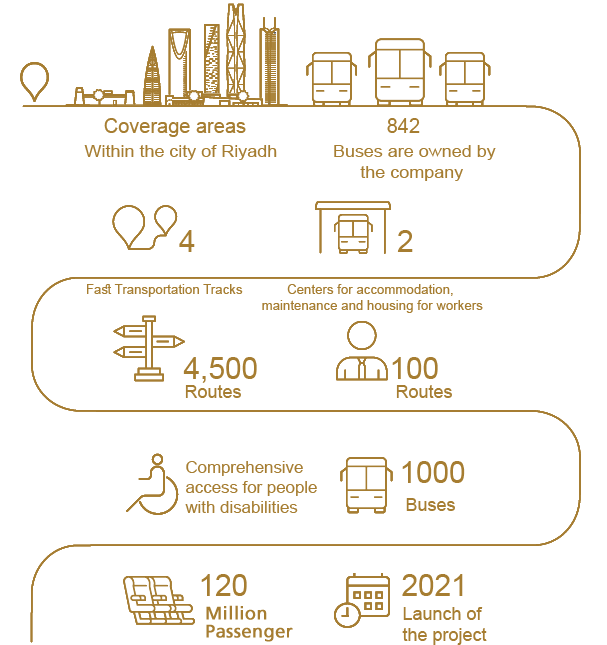 Coverage areas
Within the city of Riyadh
842
Buses are owned by
the company
4
Fast Transportation Tracks
2
Centers for accommodation,
maintenance and housing for workers
4,500
Routes
100
Routes
Comprehensive
access for people
with disabilities
1000
Buses
120
Million
Passenger
2021
Launch of
the project